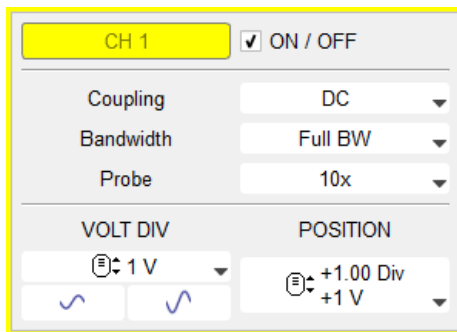 CH 1 ON / OFF
Coupling DC
Bandwidth Full BW
Probe 10x
VOLT DIV POSITION
1 V +1.00 Div
+1 V